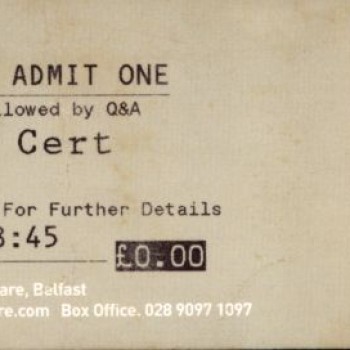 ADMIT ONE
llowed by Q&A
Cert
For Further Details
8:45
£0.00
are, Belfast
re.com Box Office. 028 9097 1097